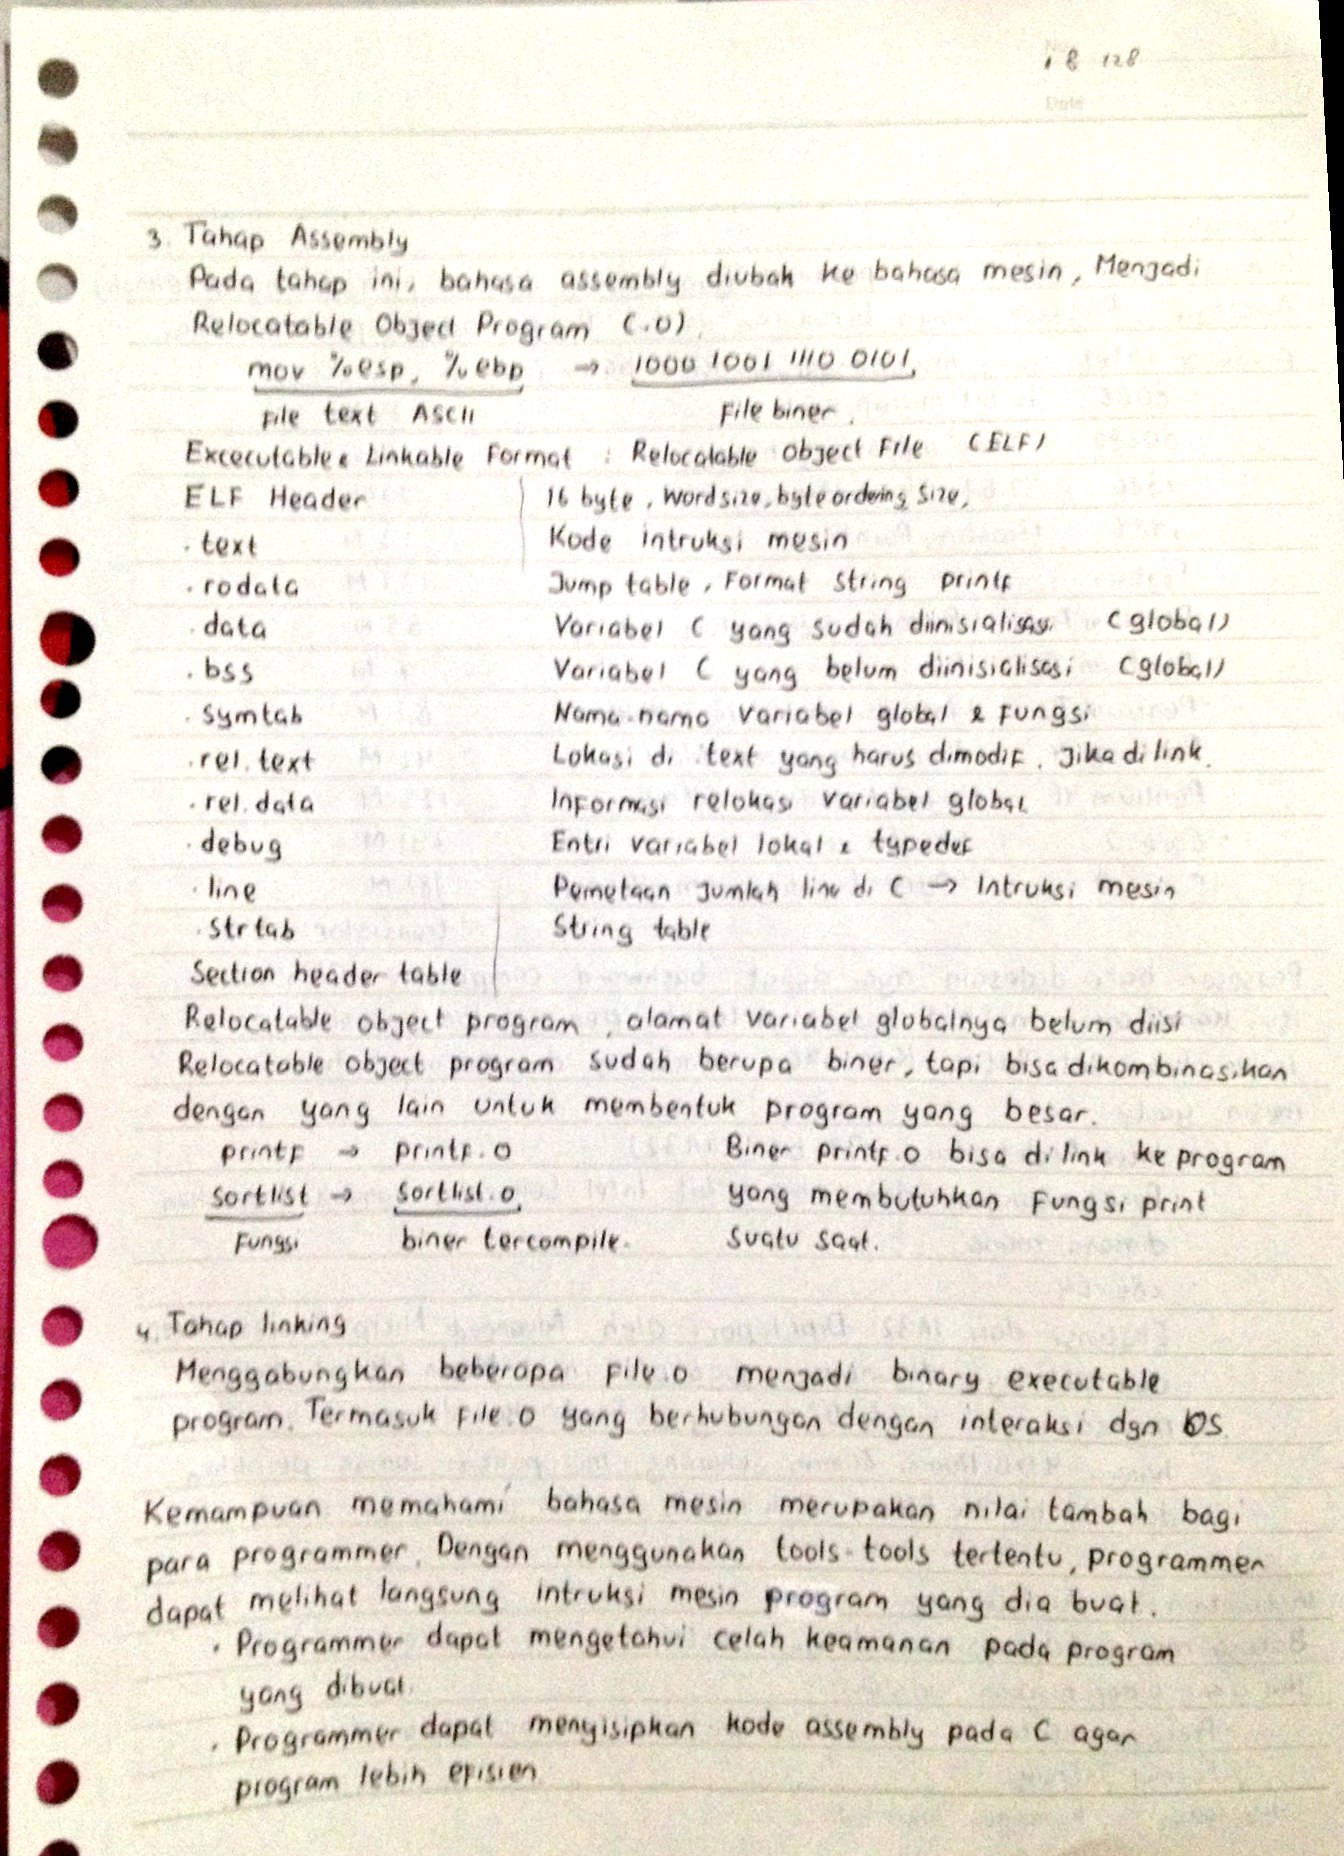 8 128
Date
3. Tahap Assembly
Pada tahap ini, bahasa assembly diubah ke bahasa mesin, Menjadi
Relocatable Object Program (.o).
mov %esp, %ebp → 1000 1001 1110 0101,
File text ASCII File biner.
Excecutable & Linkable Format : Relocatable Object File (ELF)
ELF Header 16 byte, Wordsize, byte ordering, Size,
.text Kode intruksi mesin
.rodata Jump table, Format String printf
.data Variabel C yang sudah diinisialisasi (global)
.bss Variabel C yang belum diinisialisasi (global)
.symtab Nama-nama variabel global & Fungsi
.rel.text Lokasi di .text yang harus dimodif. Jika di link.
.rel.data Informasi relokasi variabel global
.debug Entri variabel lokal & typedef
.line Pemetaan Jumlah line di C → Intruksi mesin
.strtab String table
Section header table
Relocatable object program, alamat variabel globalnya belum diisi
Relocatable object program sudah berupa biner, tapi bisa dikombinasikan
dengan yang lain untuk membentuk program yang besar.
printf → printf.o Biner printf.o bisa di link ke program
sortlist → sortlist.o yang membutuhkan Fungsi print
Fungsi biner tercompile. suatu saat.
4. Tahap linking
Menggabungkan beberapa File.o menjadi binary executable
program. Termasuk File.o yang berhubungan dengan interaksi dgn OS
Kemampuan memahami bahasa mesin merupakan nilai tambah bagi
para programmer. Dengan menggunakan tools-tools tertentu, programmer
dapat melihat langsung intruksi mesin program yang dia buat.
. Programmer dapat mengetahui celah keamanan pada program
yang dibuat.
. Programmer dapat menyisipkan kode assembly pada C agar
program lebih efisien